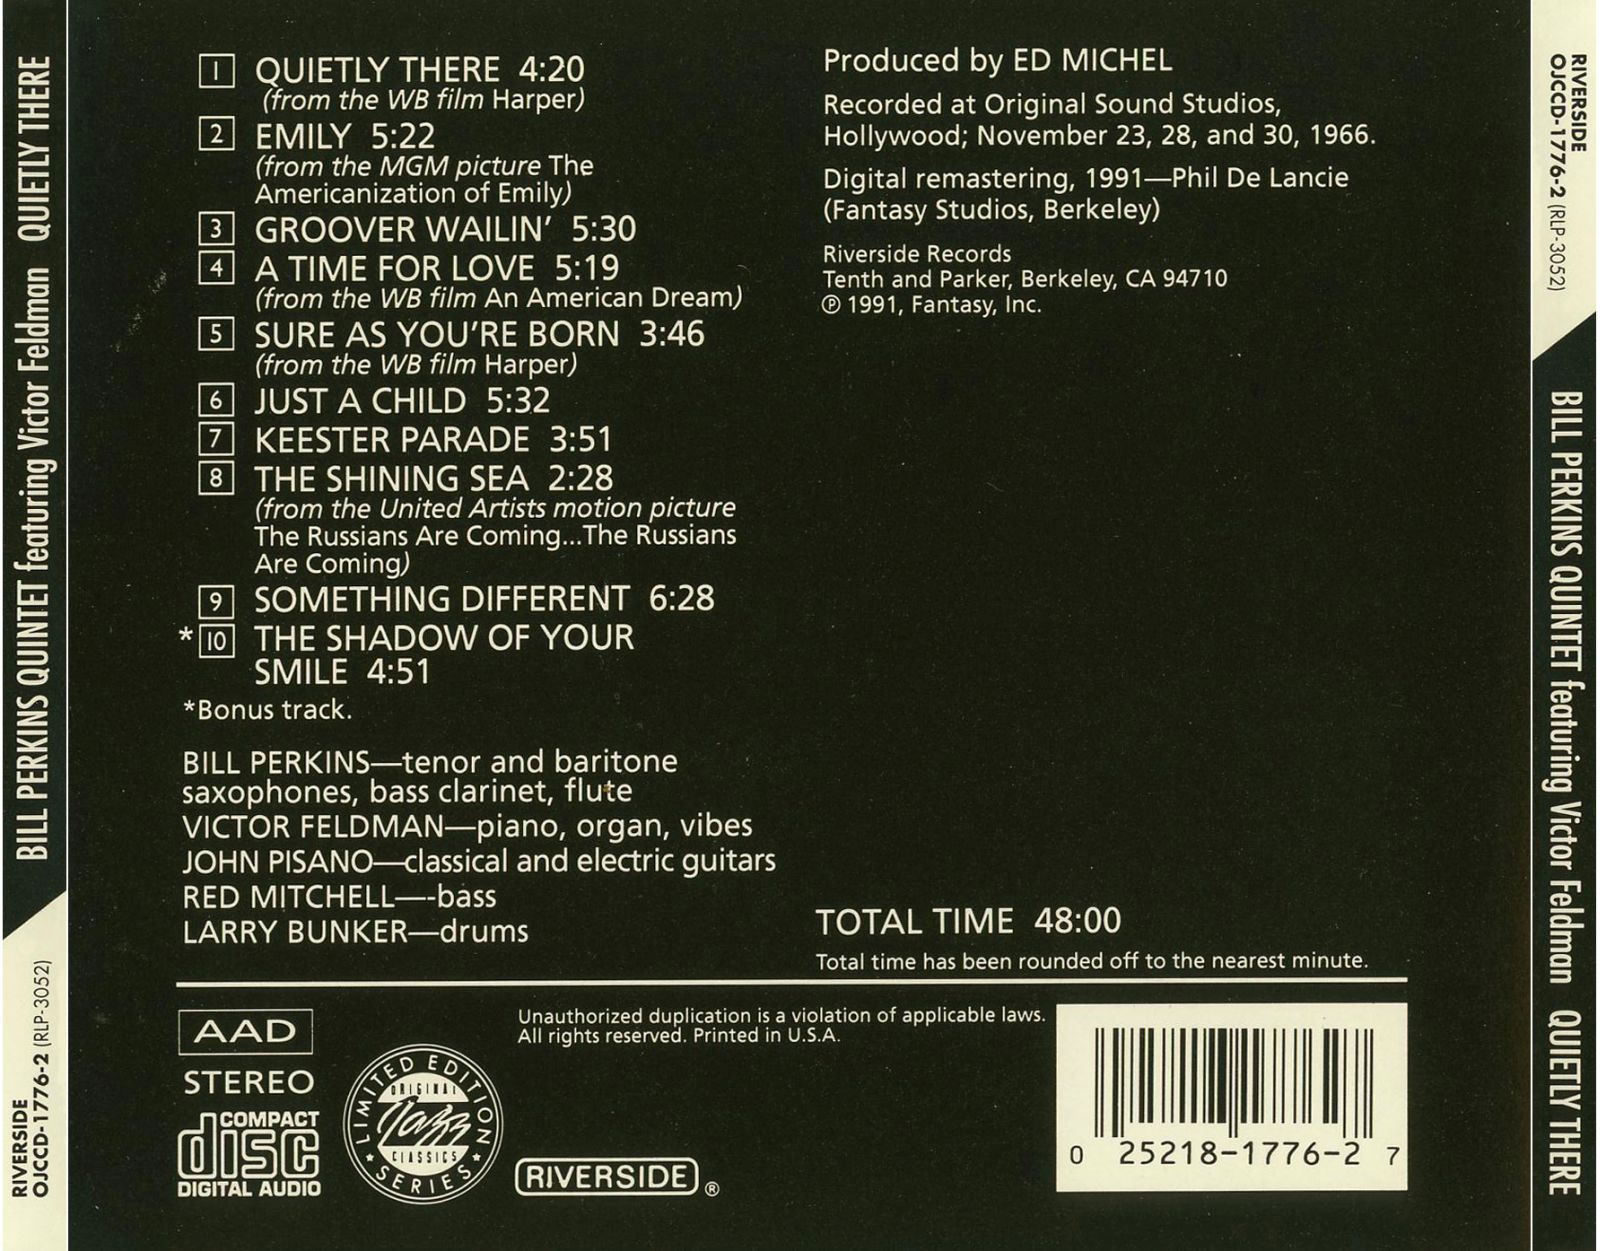 BILL PERKINS QUINTET featuring Victor Feldman QUIETLY THERE
RIVERSIDE
OJCCD-1776-2 (RLP-3052)
1 QUIETLY THERE 4:20
(from the WB film Harper)
2 EMILY 5:22
(from the MGM picture The
Americanization of Emily)
3 GROOVER WAILIN' 5:30
4 A TIME FOR LOVE 5:19
(from the WB film An American Dream)
5 SURE AS YOU'RE BORN 3:46
(from the WB film Harper)
6 JUST A CHILD 5:32
7 KEESTER PARADE 3:51
8 THE SHINING SEA 2:28
(from the United Artists motion picture
The Russians Are Coming...The Russians
Are Coming)
9 SOMETHING DIFFERENT 6:28
*10 THE SHADOW OF YOUR
SMILE 4:51
*Bonus track.
BILL PERKINS—tenor and baritone
saxophones, bass clarinet, flute
VICTOR FELDMAN—piano, organ, vibes
JOHN PISANO—classical and electric guitars
RED MITCHELL—-bass
LARRY BUNKER—drums
Produced by ED MICHEL
Recorded at Original Sound Studios,
Hollywood; November 23, 28, and 30, 1966.
Digital remastering, 1991—Phil De Lancie
(Fantasy Studios, Berkeley)
Riverside Records
Tenth and Parker, Berkeley, CA 94710
℗ 1991, Fantasy, Inc.
TOTAL TIME 48:00
Total time has been rounded off to the nearest minute.
AAD
STEREO
COMPACT
disc
DIGITAL AUDIO
LIMITED EDITION
ORIGINAL
Jazz
CLASSICS
SERIES
Unauthorized duplication is a violation of applicable laws.
All rights reserved. Printed in U.S.A.
RIVERSIDE ®
0 25218-1776-2 7
RIVERSIDE
OJCCD-1776-2 (RLP-3052)
BILL PERKINS QUINTET featuring Victor Feldman QUIETLY THERE